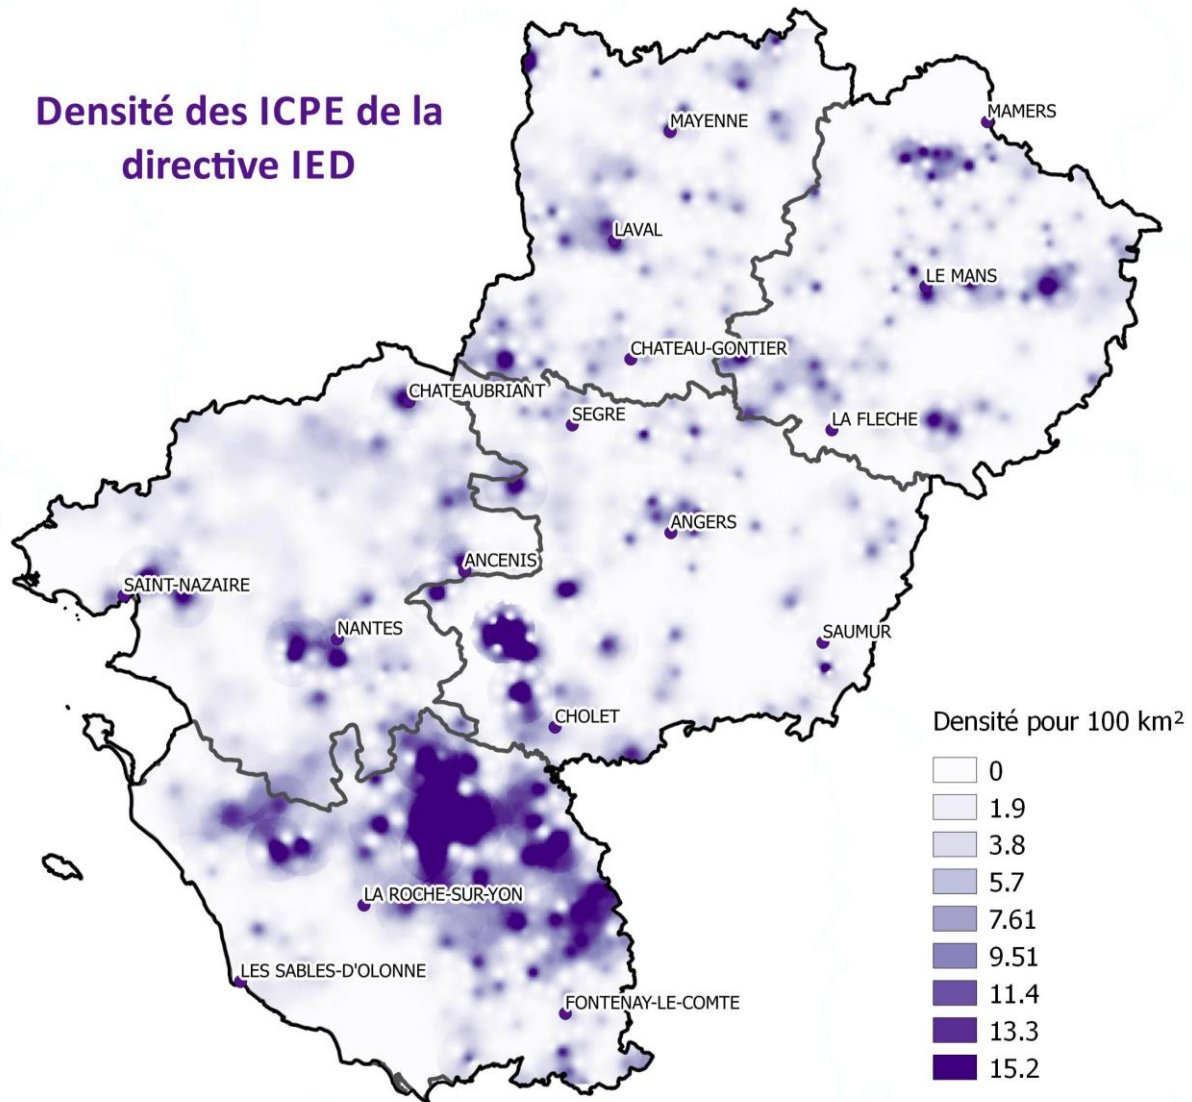 Densité des ICPE de la
directive IED
MAYENNE
MAMERS
LAVAL
LE MANS
CHATEAU-GONTIER
CHATEAUBRIANT
SEGRE
LA FLECHE
ANGERS
ANCENIS
SAINT-NAZAIRE
NANTES
SAUMUR
CHOLET
LA ROCHE-SUR-YON
LES SABLES-D'OLONNE
FONTENAY-LE-COMTE
Densité pour 100 km²
0
1.9
3.8
5.7
7.61
9.51
11.4
13.3
15.2